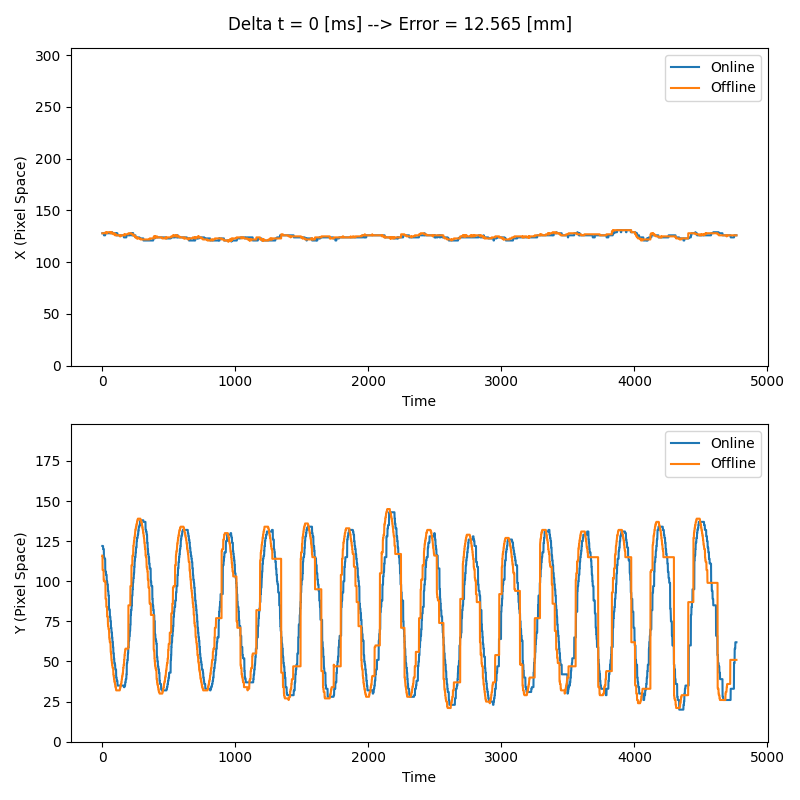 Delta t = 0 [ms] --> Error = 12.565 [mm]
300
250
200
150
100
50
0
X (Pixel Space)
Online
Offline
0 1000 2000 3000 4000 5000
Time
175
150
125
100
75
50
25
0
Y (Pixel Space)
Online
Offline
0 1000 2000 3000 4000 5000
Time